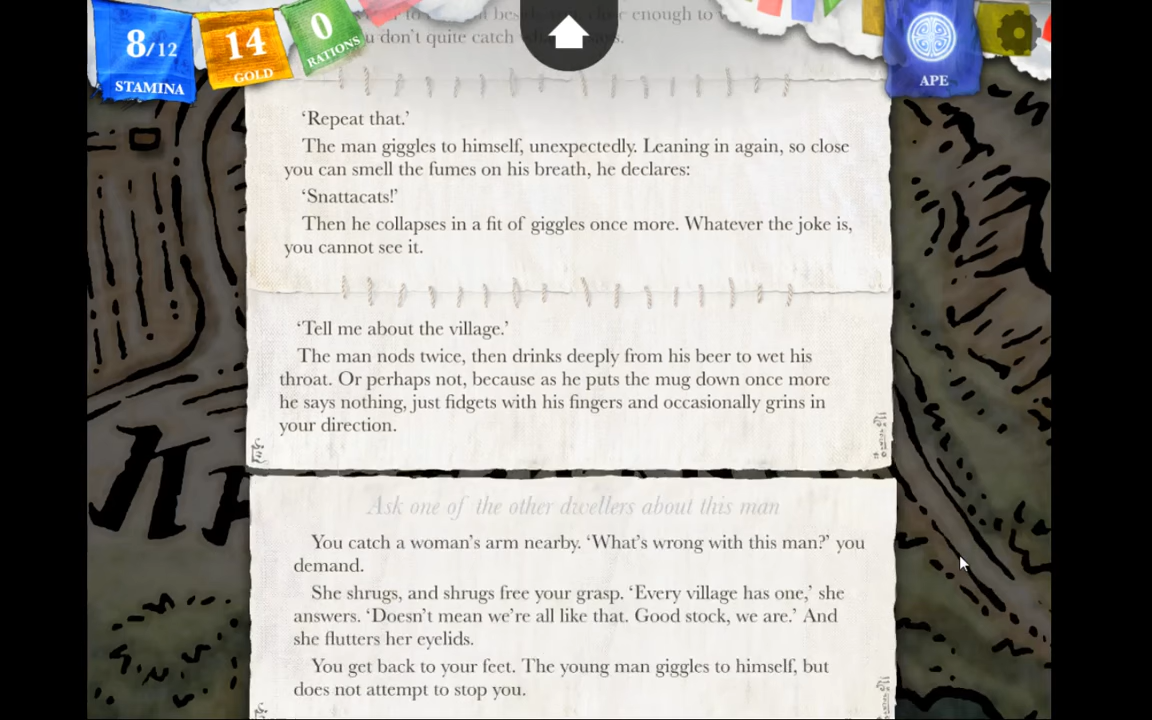 8/12
STAMINA
14
GOLD
0
RATIONS
APE
enough to
u don't quite catch
'Repeat that.'
The man giggles to himself, unexpectedly. Leaning in again, so close
you can smell the fumes on his breath, he declares:
'Snattacats!'
Then he collapses in a fit of giggles once more. Whatever the joke is,
you cannot see it.
'Tell me about the village.'
The man nods twice, then drinks deeply from his beer to wet his
throat. Or perhaps not, because as he puts the mug down once more
he says nothing, just fidgets with his fingers and occasionally grins in
your direction.
Ask one of the other dwellers about this man
You catch a woman's arm nearby. 'What's wrong with this man?' you
demand.
She shrugs, and shrugs free your grasp. 'Every village has one,' she
answers. 'Doesn't mean we're all like that. Good stock, we are.' And
she flutters her eyelids.
You get back to your feet. The young man giggles to himself, but
does not attempt to stop you.